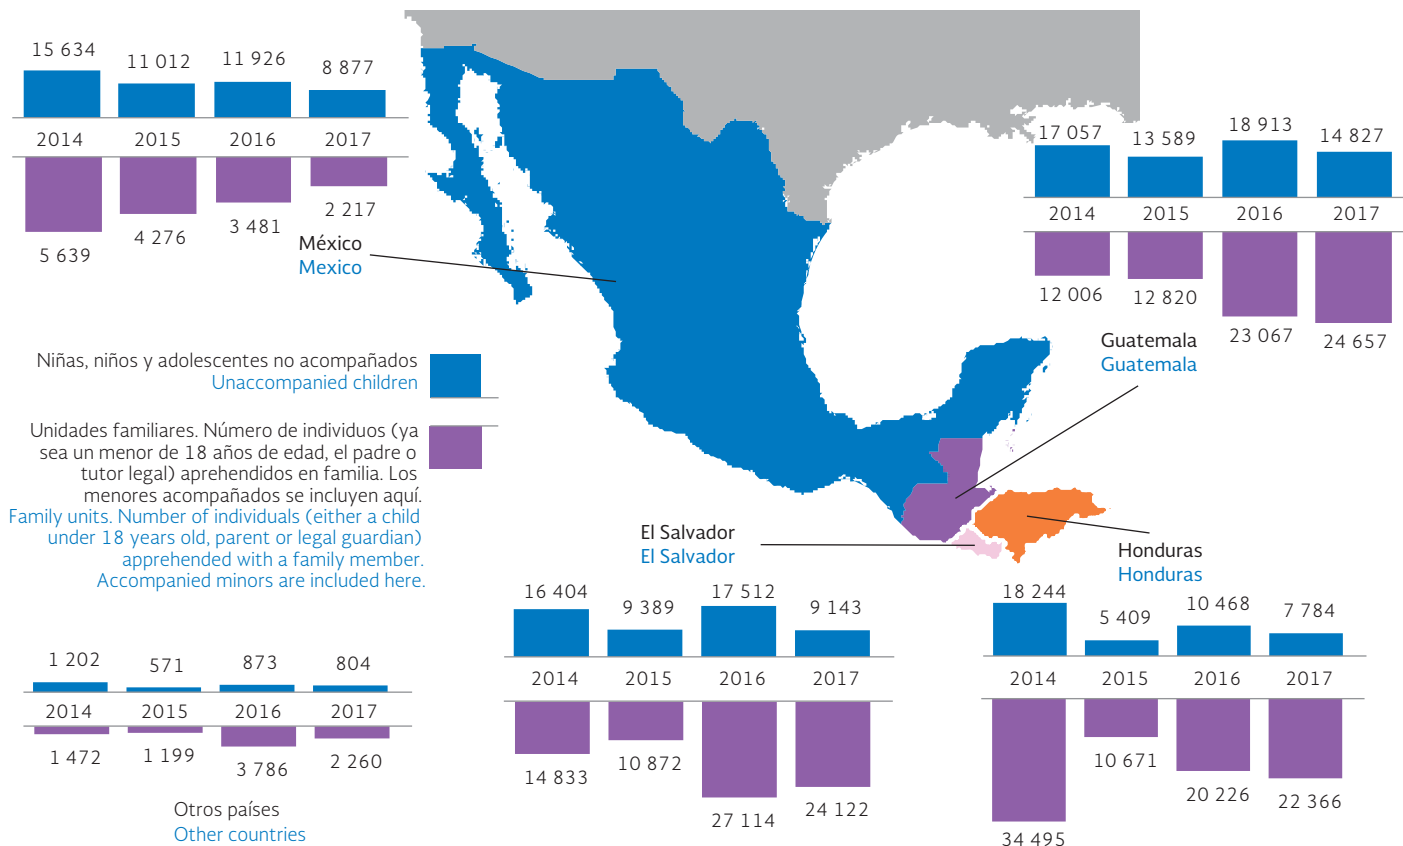 15 634 11 012 11 926 8 877
2014 2015 2016 2017
5 639 4 276 3 481 2 217
México
Mexico
17 057 13 589 18 913 14 827
2014 2015 2016 2017
12 006 12 820 23 067 24 657
Guatemala
Guatemala
Niñas, niños y adolescentes no acompañados
Unaccompanied children
Unidades familiares. Número de individuos (ya
sea un menor de 18 años de edad, el padre o
tutor legal) aprehendidos en familia. Los
menores acompañados se incluyen aquí.
Family units. Number of individuals (either a child
under 18 years old, parent or legal guardian)
apprehended with a family member.
Accompanied minors are included here.
El Salvador
El Salvador
16 404 9 389 17 512 9 143
2014 2015 2016 2017
14 833 10 872 27 114 24 122
Honduras
Honduras
18 244 5 409 10 468 7 784
2014 2015 2016 2017
34 495 10 671 20 226 22 366
1 202 571 873 804
2014 2015 2016 2017
1 472 1 199 3 786 2 260
Otros países
Other countries